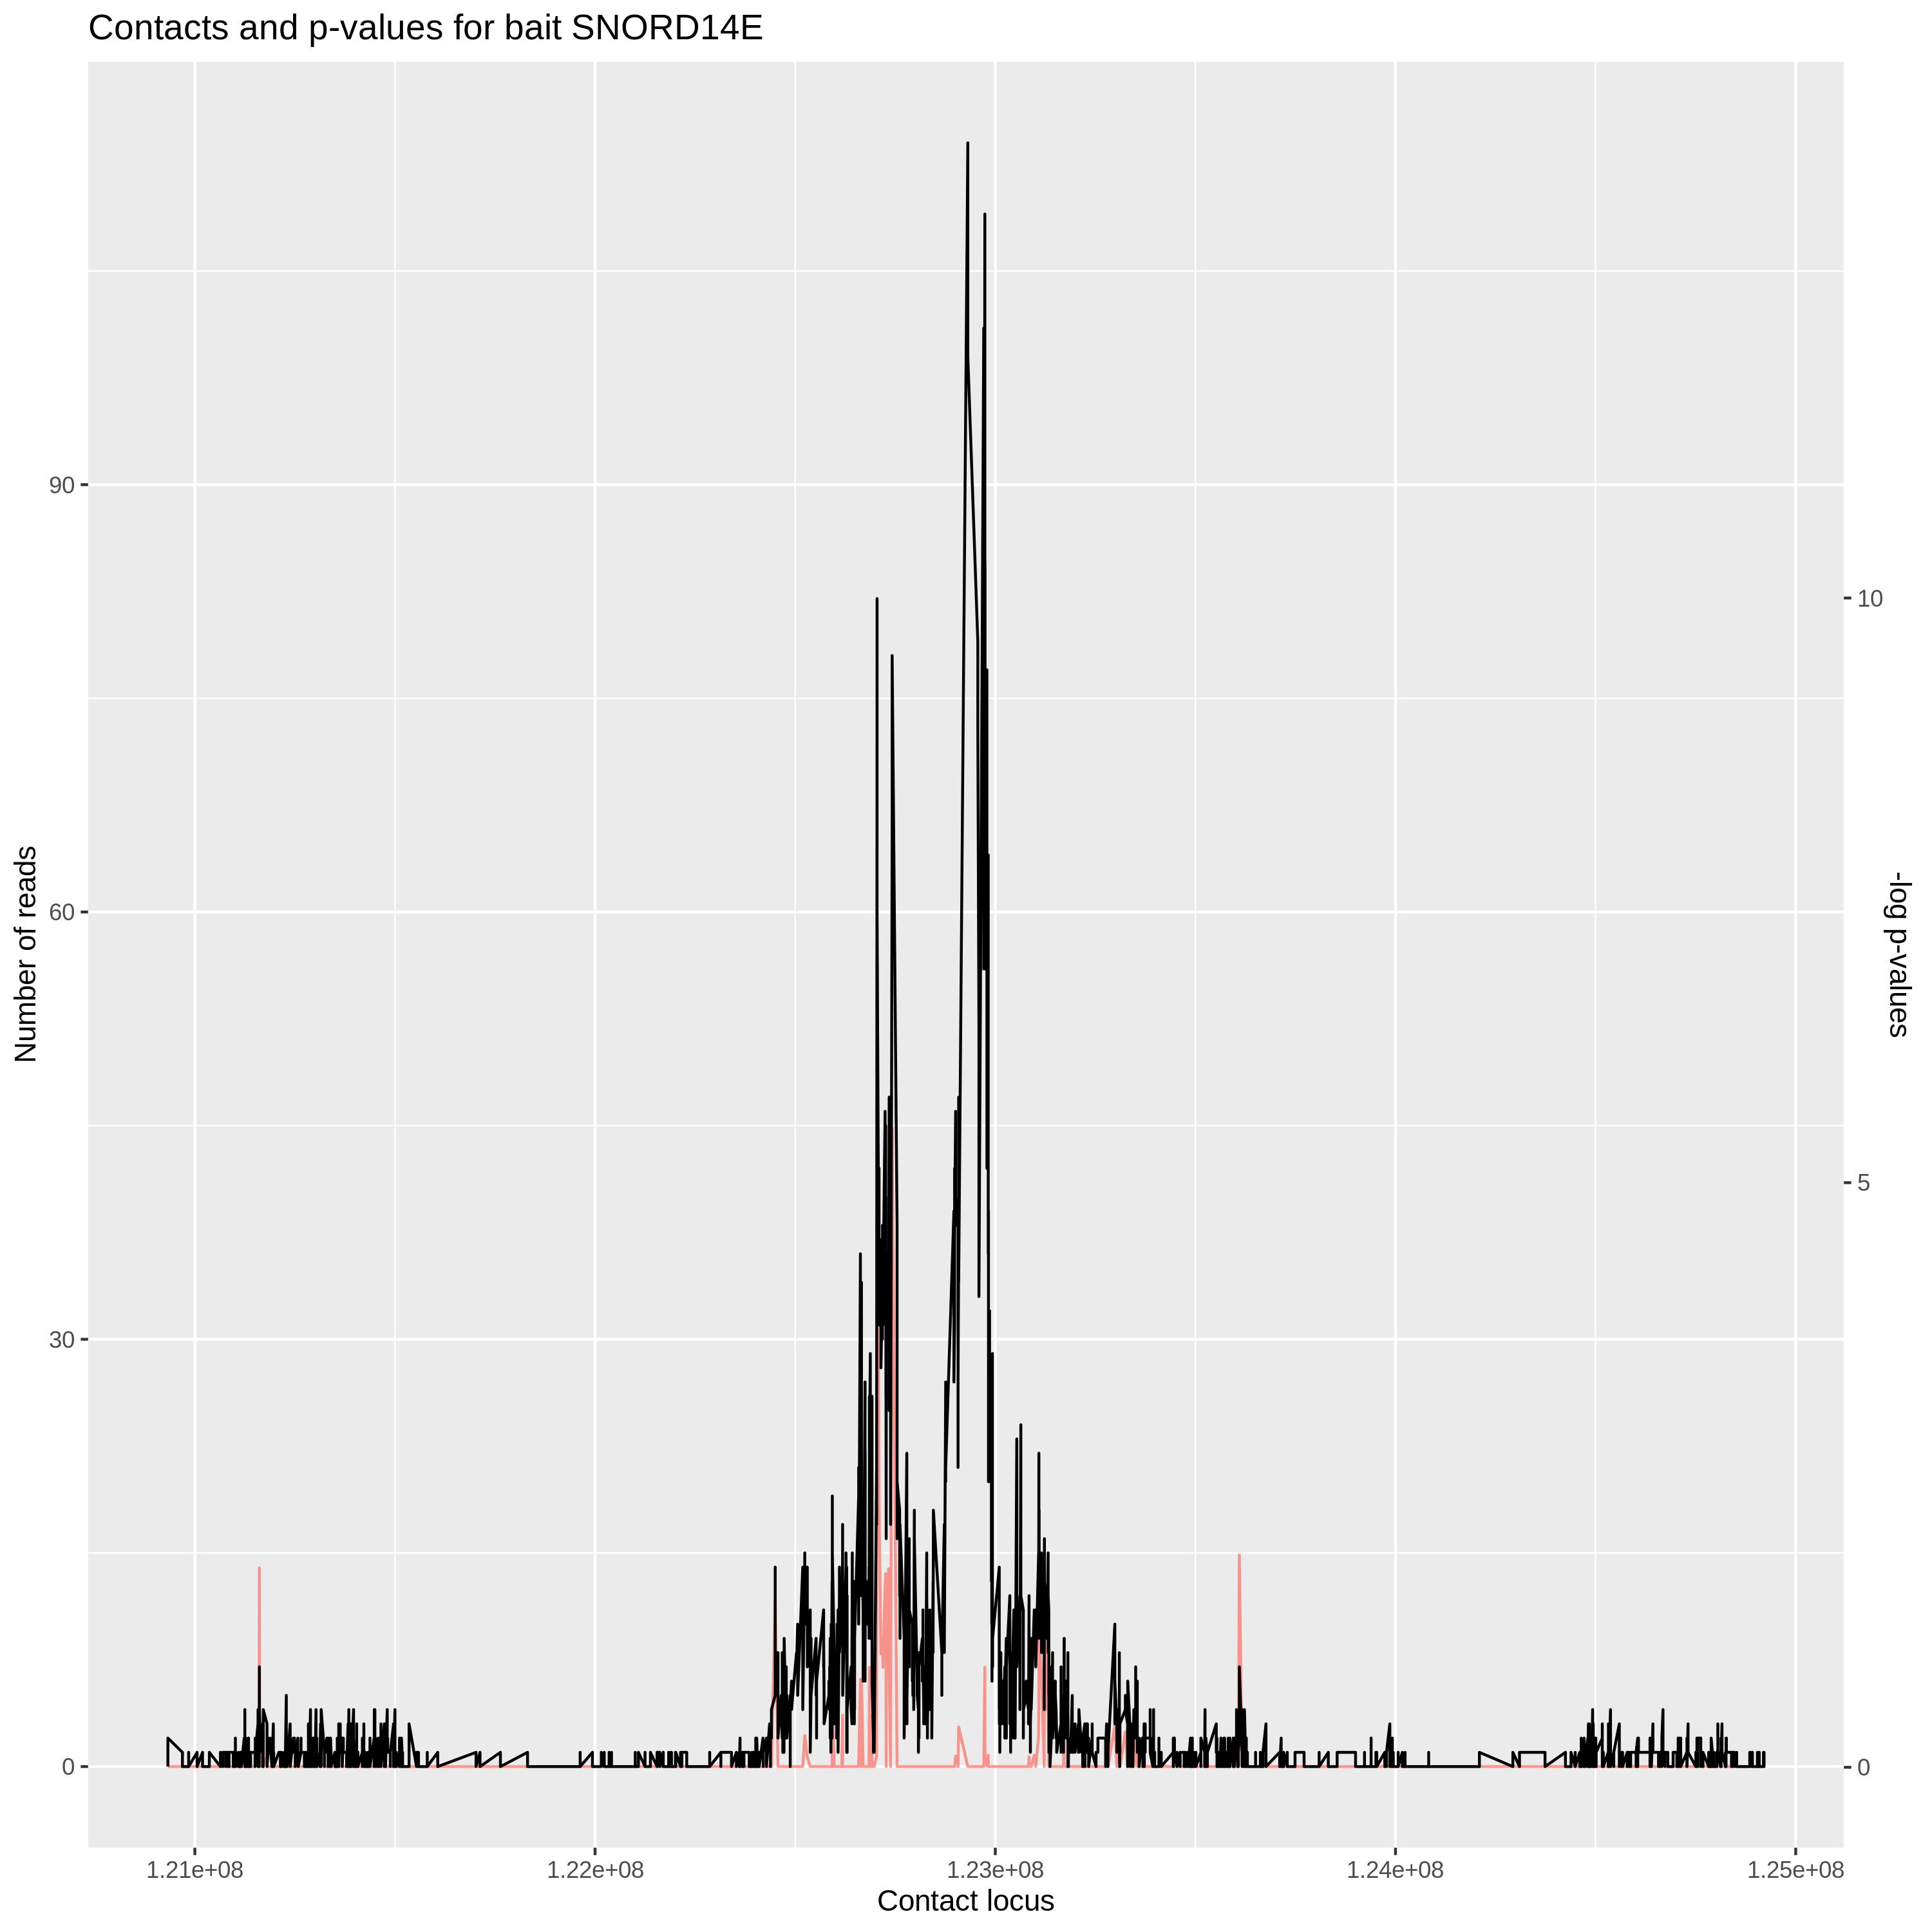 Contacts and p-values for bait SNORD14E
Number of reads
90
60
30
0
10
5
0
-log p-values
1.21e+08
1.22e+08
1.23e+08
1.24e+08
1.25e+08
Contact locus